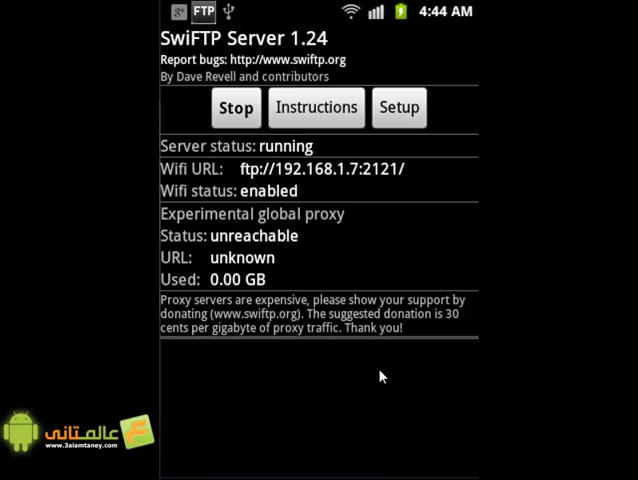 FTP
4:44 AM
SwiFTP Server 1.24
Report bugs: http://www.swiftp.org
By Dave Revell and contributors
Stop Instructions Setup
Server status: running
Wifi URL: ftp://192.168.1.7:2121/
Wifi status: enabled
Experimental global proxy
Status: unreachable
URL: unknown
Used: 0.00 GB
Proxy servers are expensive, please show your support by
donating (www.swiftp.org). The suggested donation is 30
cents per gigabyte of proxy traffic. Thank you!
عالم تاني
www.3alamtaney.com